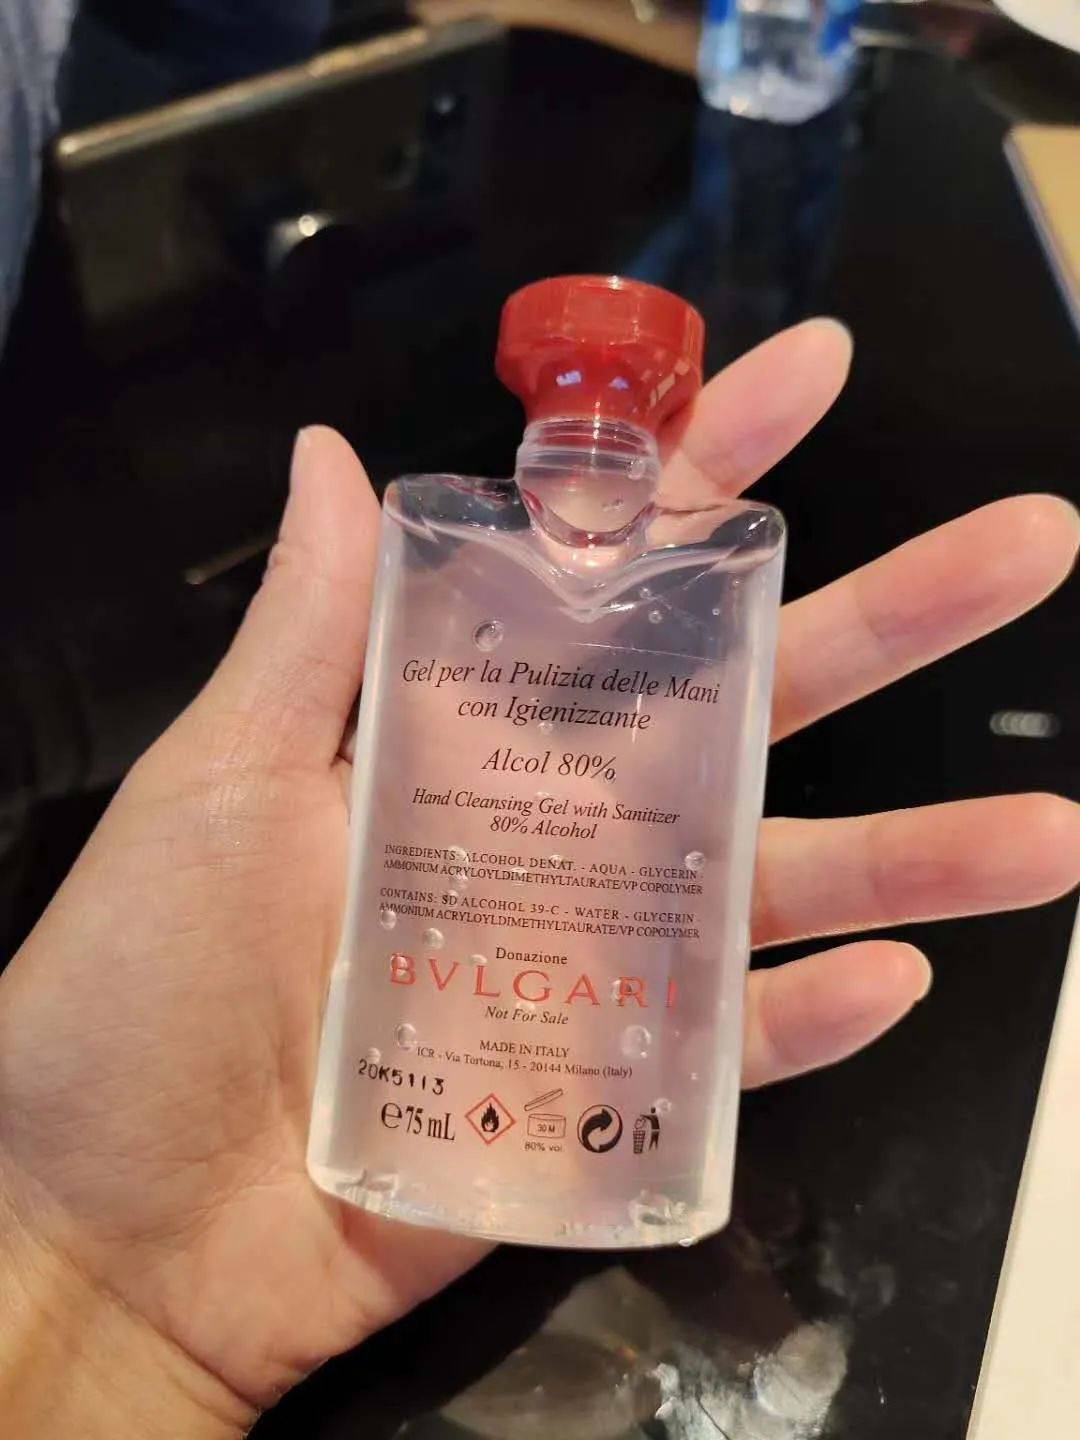 Gel per la Pulizia delle Mani
con Igienizzante
Alcol 80%
Hand Cleansing Gel with Sanitizer
80% Alcohol
INGREDIENTS: ALCOHOL DENAT. - AQUA - GLYCERIN -
AMMONIUM ACRYLOYLDIMETHYLTAURATE/VP COPOLYMER
CONTAINS: SD ALCOHOL 39-C - WATER - GLYCERIN -
AMMONIUM ACRYLOYLDIMETHYLTAURATE/VP COPOLYMER
Donazione
BVLGARI
Not For Sale
MADE IN ITALY
ICR - Via Tortona, 15 - 20144 Milano (Italy)
20K5113
℮75 mL
30 M
80% vol